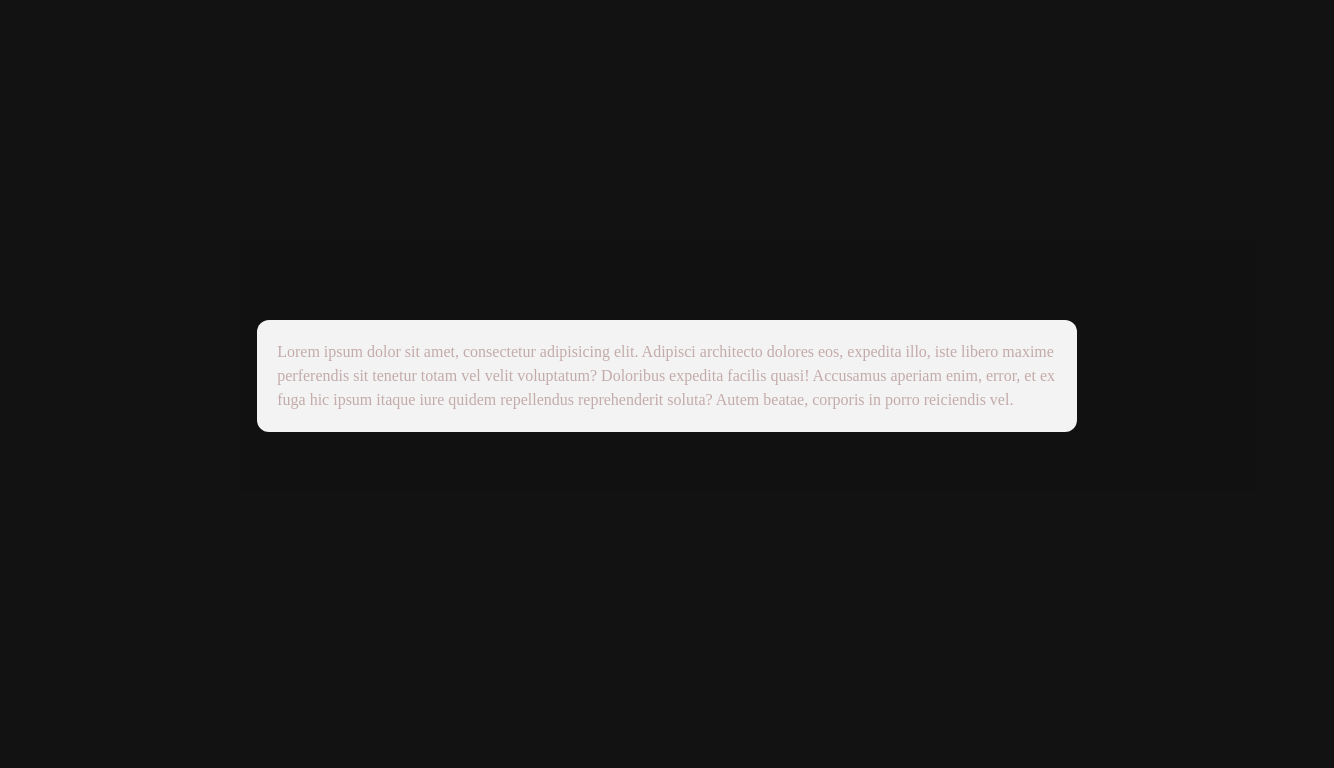 Lorem ipsum dolor sit amet, consectetur adipisicing elit. Adipisci architecto dolores eos, expedita illo, iste libero maxime
perferendis sit tenetur totam vel velit voluptatum? Doloribus expedita facilis quasi! Accusamus aperiam enim, error, et ex
fuga hic ipsum itaque iure quidem repellendus reprehenderit soluta? Autem beatae, corporis in porro reiciendis vel.